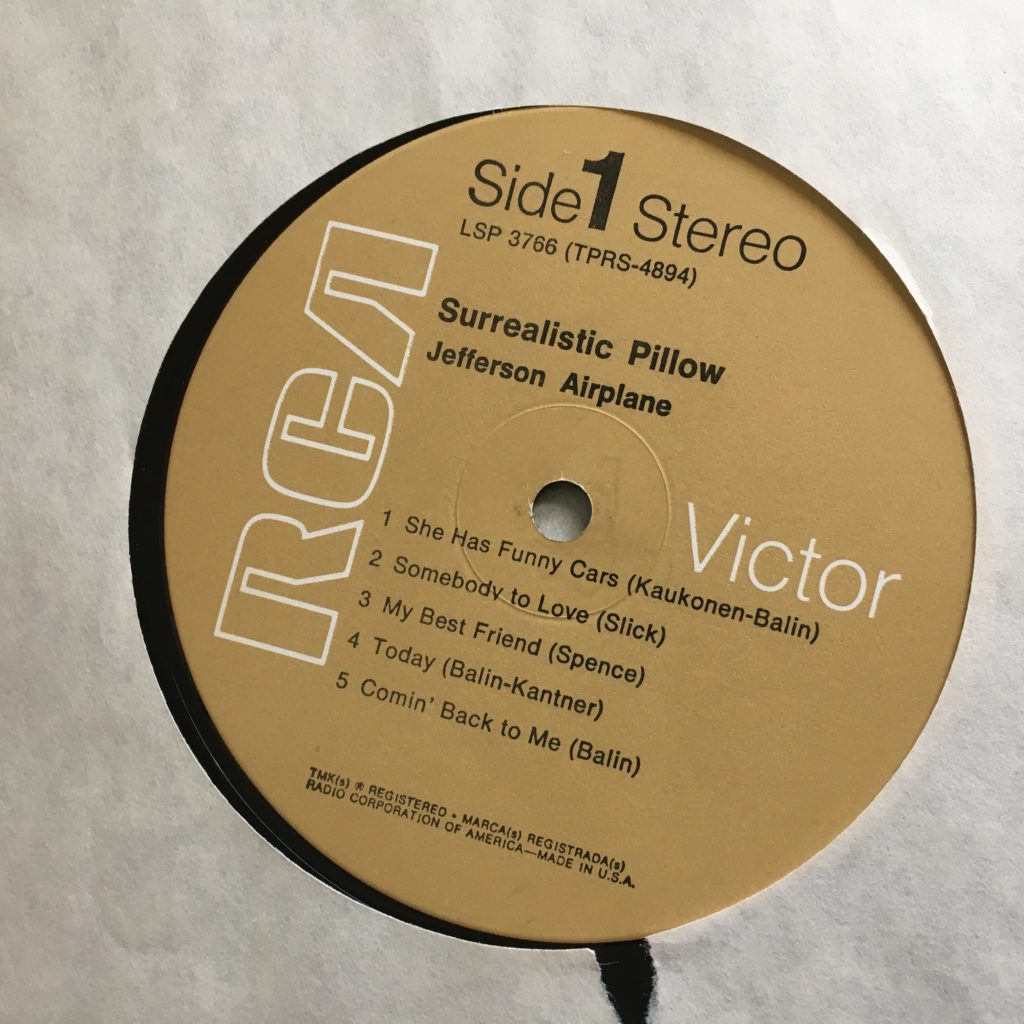 Side 1 Stereo
LSP 3766 (TPRS-4894)
Surrealistic Pillow
Jefferson Airplane
RCA
Victor
1 She Has Funny Cars (Kaukonen-Balin)
2 Somebody to Love (Slick)
3 My Best Friend (Spence)
4 Today (Balin-Kantner)
5 Comin' Back to Me (Balin)
TMK(s) ® REGISTERED • MARCA(s) REGISTRADA(s)
RADIO CORPORATION OF AMERICA—MADE IN U.S.A.